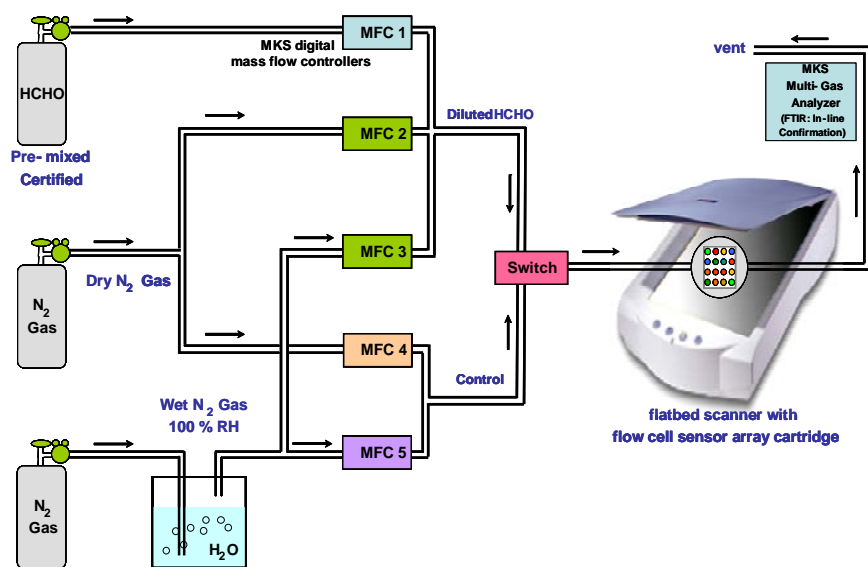 HCHO
Pre- mixed
Certified
MKS digital
mass flow controllers
MFC 1
MFC 2
MFC 3
MFC 4
MFC 5
DilutedHCHO
vent
MKS
Multi- Gas
Analyzer
(FTIR: In-line
Confirmation)
N2
Gas
Dry N2 Gas
Switch
Control
Wet N2 Gas
100 % RH
N2
Gas
H2O
flatbed scanner with
flow cell sensor array cartridge